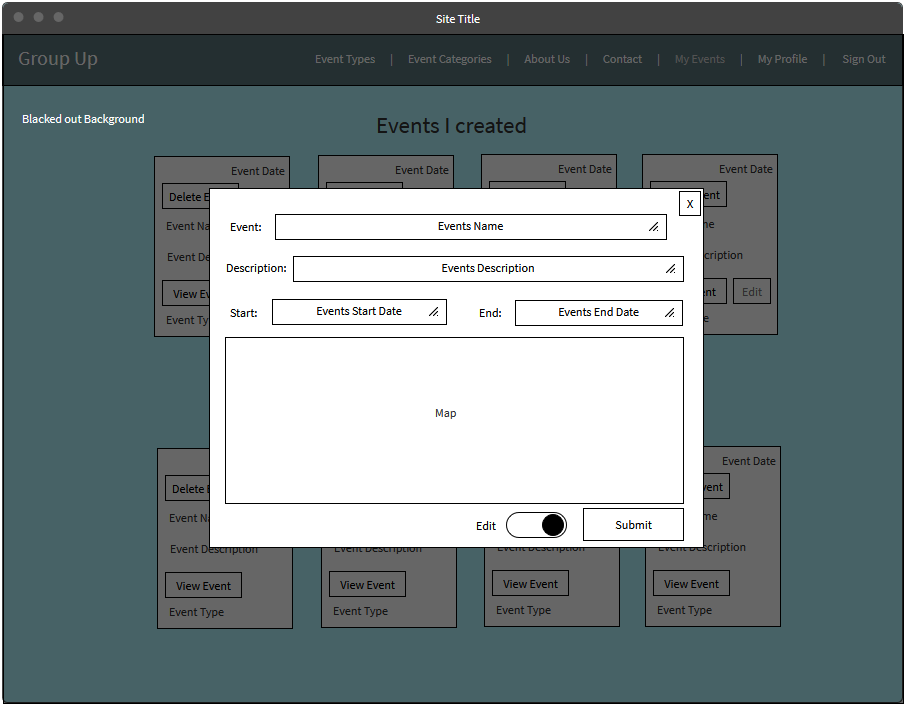 Site Title
Group Up
Event Types | Event Categories | About Us | Contact | My Events | My Profile | Sign Out
Blacked out Background
Events I created
Event Date
Event Date
Event Date
Event Date
Delete E
ent
Event Na
me
Event De
cription
View Ev
nt
Edit
Event Ty
e
X
Event:
Events Name
Description:
Events Description
Start:
Events Start Date
End:
Events End Date
Map
Edit
Submit
Event Date
Delete E
vent
Event Na
me
Event Description
Event Description
Event Description
Event Description
View Event
View Event
View Event
View Event
Event Type
Event Type
Event Type
Event Type